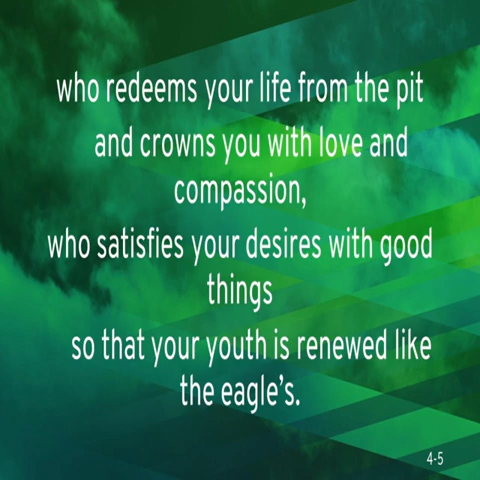 who redeems your life from the pit
and crowns you with love and
compassion,
who satisfies your desires with good
things
so that your youth is renewed like
the eagle’s.
4-5